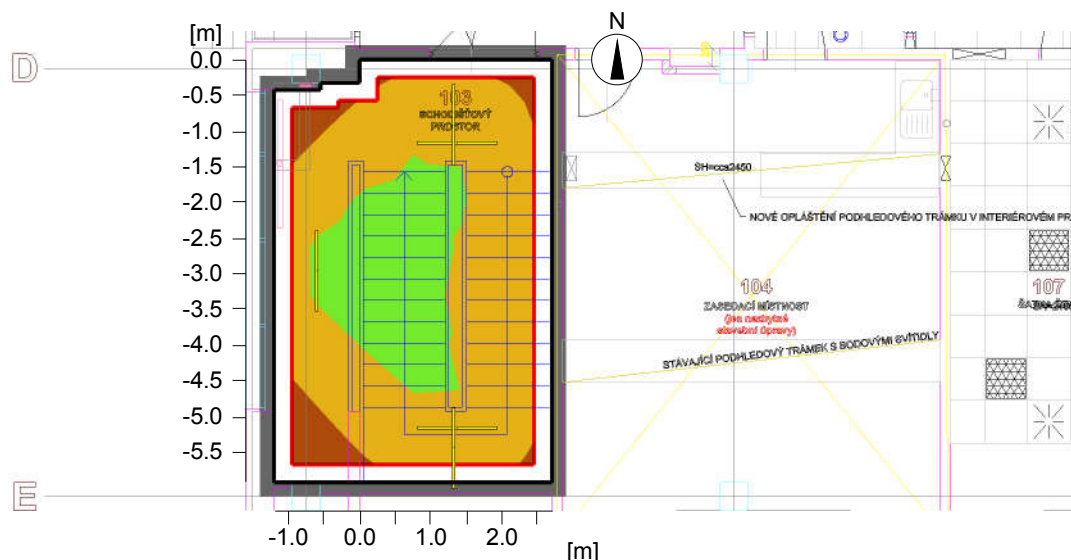 [m]
N
D
0.0
-0.5
-1.0
-1.5
-2.0
-2.5
-3.0
-3.5
-4.0
-4.5
-5.0
-5.5
E
103
SCHODIŠŤOVÝ
PROSTOR
SH=cca2450
NOVÉ OPLÁŠTĚNÍ PODHLEDOVÉHO TRÁMKU V INTERIÉROVÉM PR
104
ZASEDACÍ MÍSTNOST
(jen nezbytné
stavební úpravy)
107
STÁVAJÍCÍ PODHLEDOVÝ TRÁMEK S BODOVÝMI SVÍTIDLY
-1.0 0.0 1.0 2.0
[m]